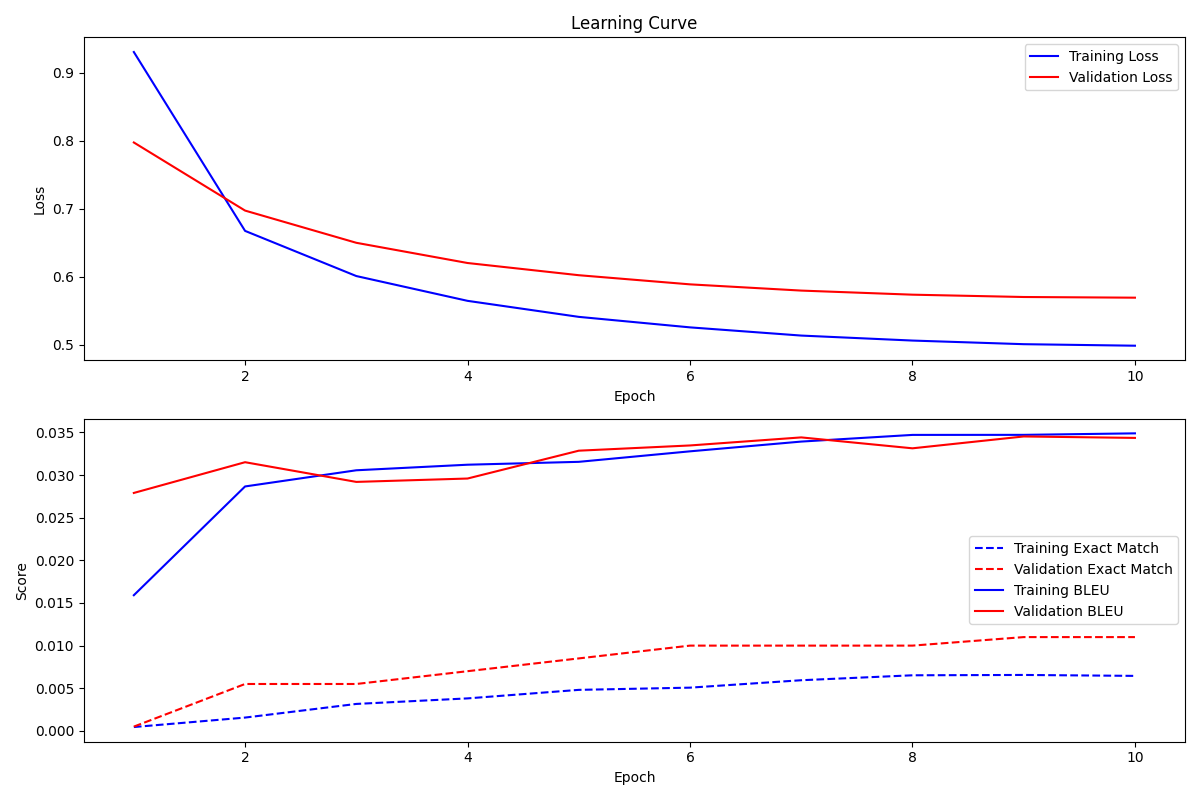 Learning Curve
0.9
0.8
0.7
0.6
0.5
Loss
Training Loss
Validation Loss
2
4
6
8
10
Epoch
0.035
0.030
0.025
0.020
0.015
0.010
0.005
0.000
Score
Training Exact Match
Validation Exact Match
Training BLEU
Validation BLEU
2
4
6
8
10
Epoch